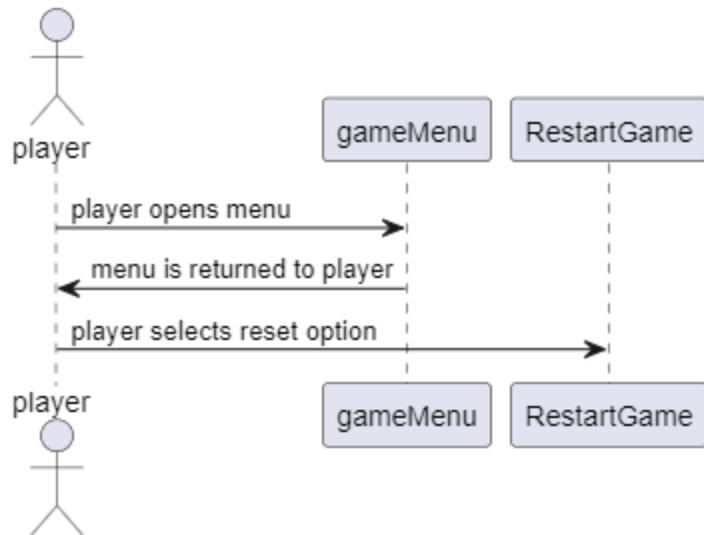 player
gameMenu
RestartGame
player opens menu
menu is returned to player
player selects reset option
player
gameMenu
RestartGame